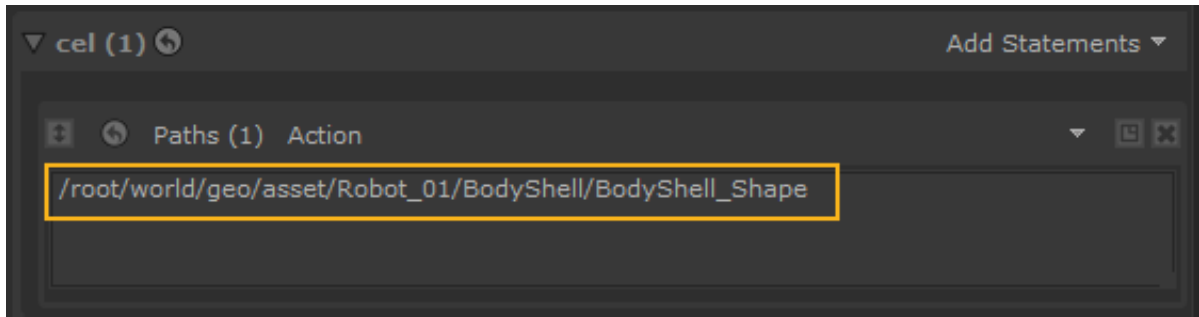 cel (1) Add Statements
Paths (1) Action
/root/world/geo/asset/Robot_01/BodyShell/BodyShell_Shape